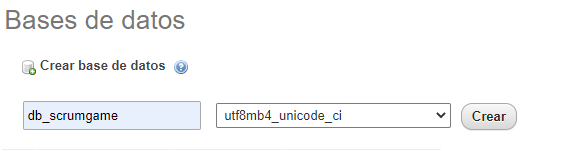 Bases de datos
Crear base de datos
db_scrumgame utf8mb4_unicode_ci Crear